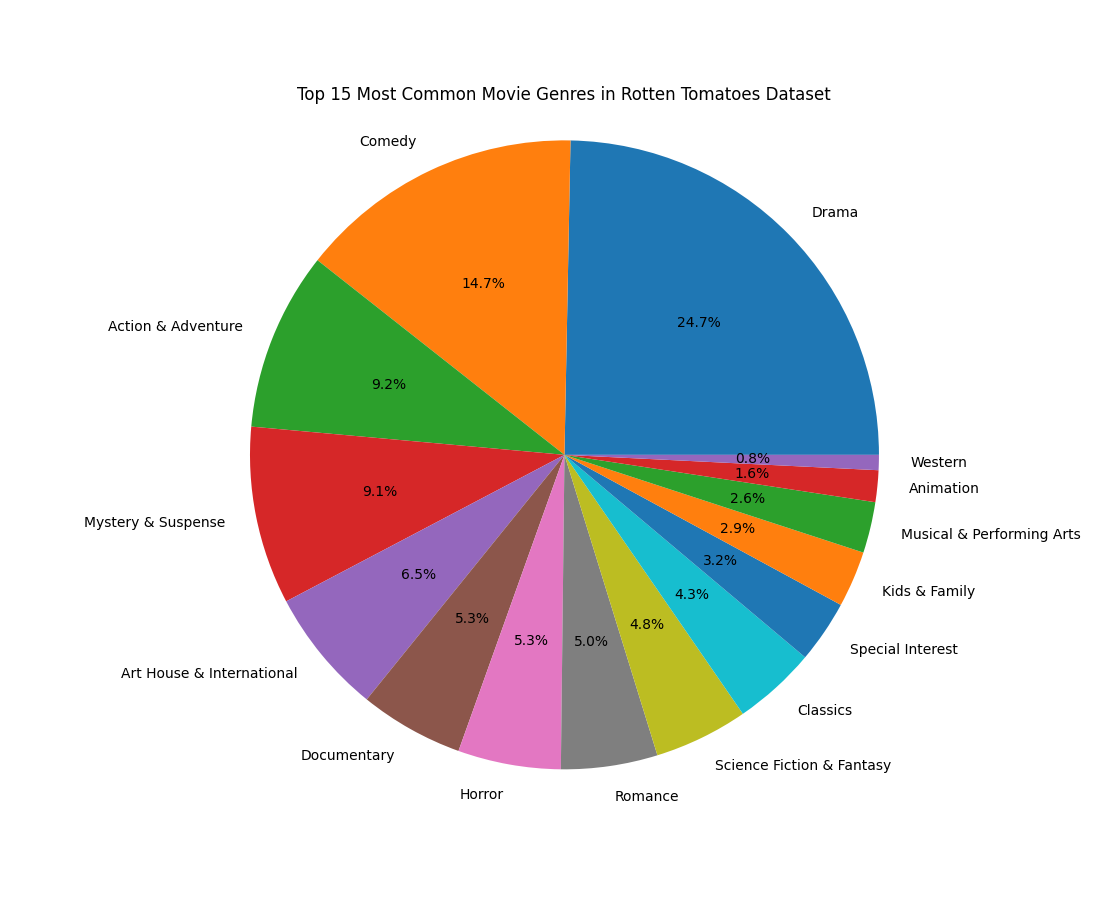 Top 15 Most Common Movie Genres in Rotten Tomatoes Dataset
Comedy
Drama
14.7%
24.7%
Action & Adventure
9.2%
Western
0.8%
1.6%
Animation
9.1%
2.6%
Mystery & Suspense
2.9%
Musical & Performing Arts
3.2%
6.5%
Kids & Family
4.3%
5.3%
4.8%
5.3%
5.0%
Special Interest
Art House & International
Classics
Documentary
Science Fiction & Fantasy
Horror
Romance